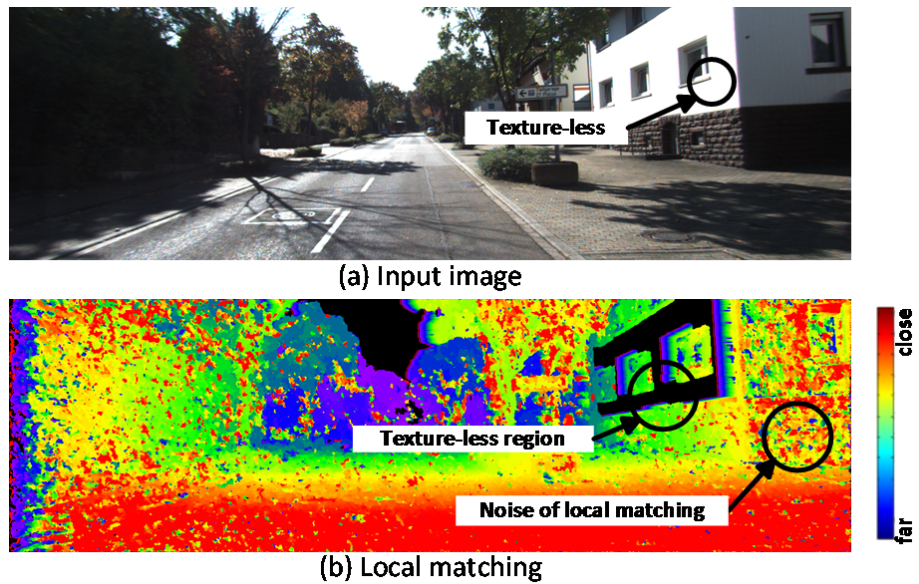 Texture-less
(a) Input image
close
Texture-less region
Noise of local matching
far
(b) Local matching